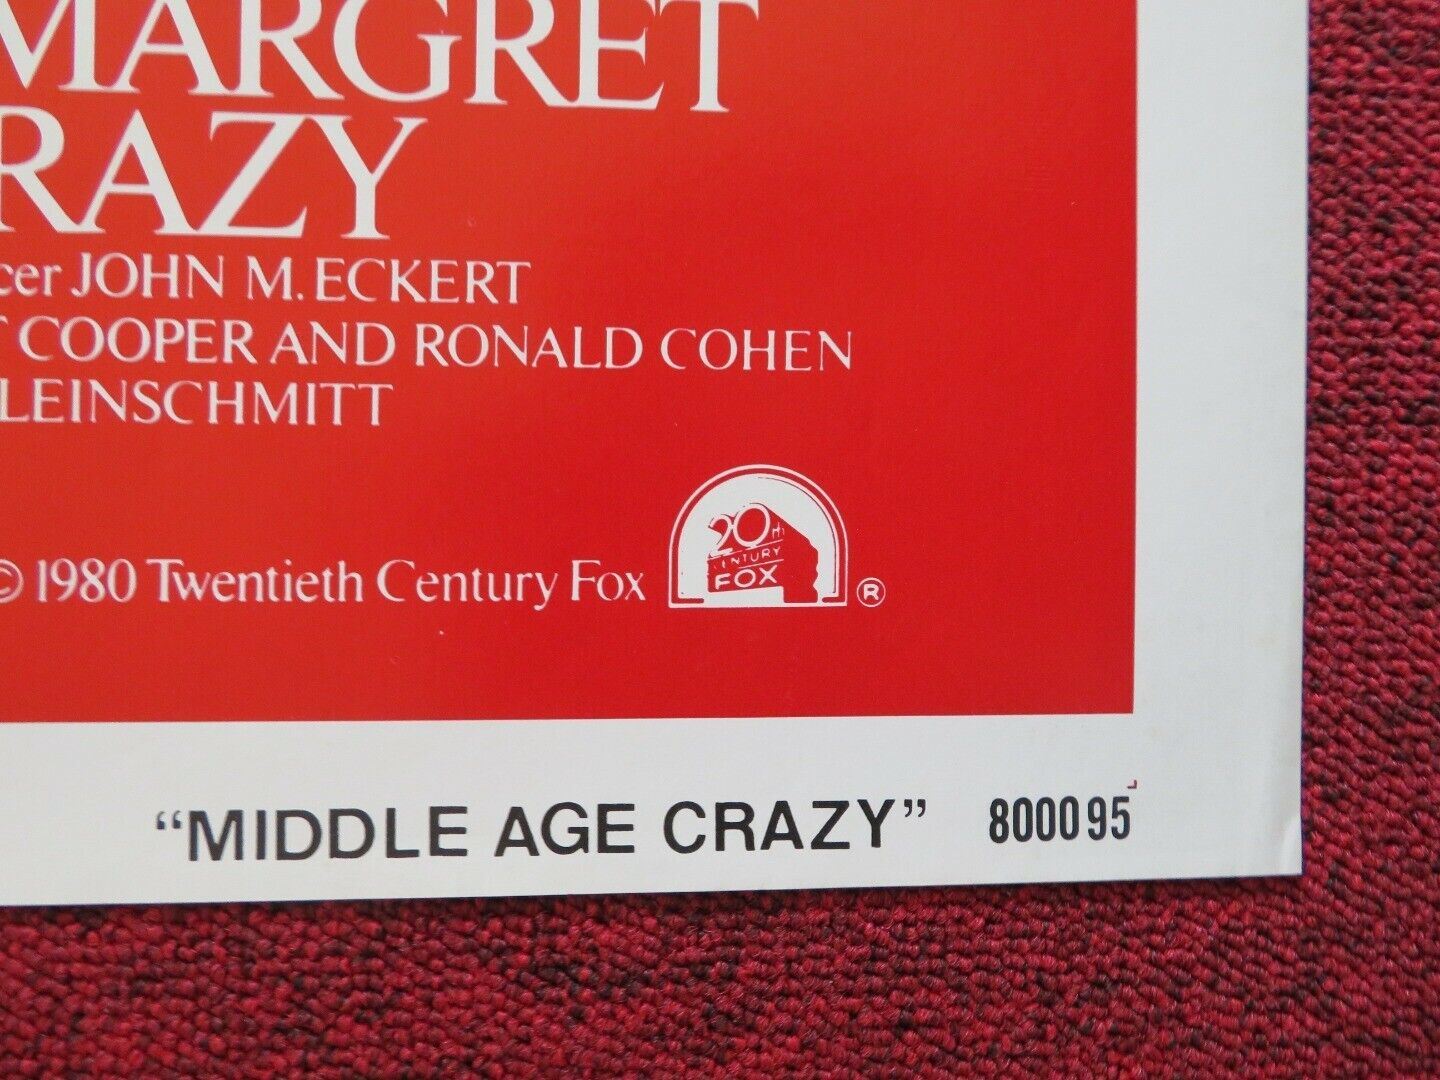 MARGRET
RAZY
cer JOHN M. ECKERT
T COOPER AND RONALD COHEN
LEINSCHMITT
© 1980 Twentieth Century Fox
20th
CENTURY
FOX
®
“MIDDLE AGE CRAZY” 800095